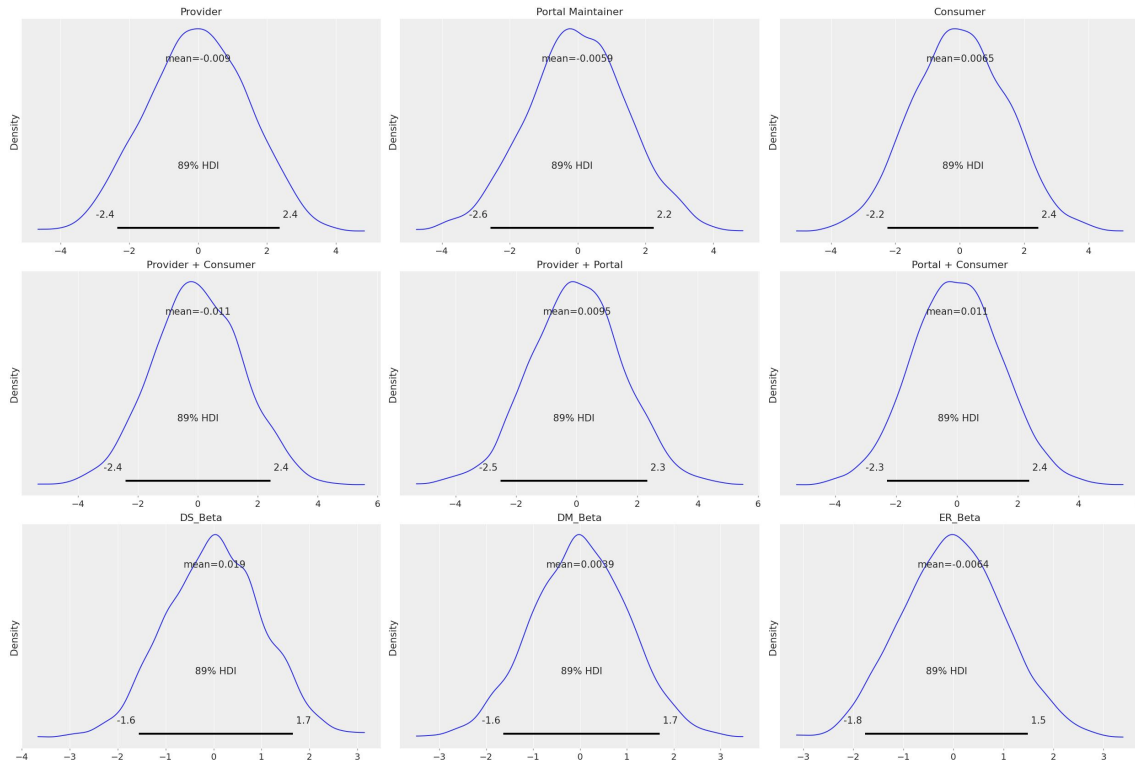 Provider
Density
mean=-0.009
89% HDI
-2.4
2.4
−4 −2 0 2 4
Portal Maintainer
Density
mean=-0.0059
89% HDI
-2.6
2.2
−4 −2 0 2 4
Consumer
Density
mean=0.0065
89% HDI
-2.2
2.4
−4 −2 0 2 4
Provider + Consumer
Density
mean=-0.011
89% HDI
-2.4
2.4
−4 −2 0 2 4 6
Provider + Portal
Density
mean=0.0095
89% HDI
-2.5
2.3
−4 −2 0 2 4 6
Portal + Consumer
Density
mean=0.011
89% HDI
-2.3
2.4
−4 −2 0 2 4
DS_Beta
Density
mean=0.019
89% HDI
-1.6
1.7
−4 −3 −2 −1 0 1 2 3
DM_Beta
Density
mean=0.0039
89% HDI
-1.6
1.7
−3 −2 −1 0 1 2 3
ER_Beta
Density
mean=-0.0064
89% HDI
-1.8
1.5
−3 −2 −1 0 1 2 3